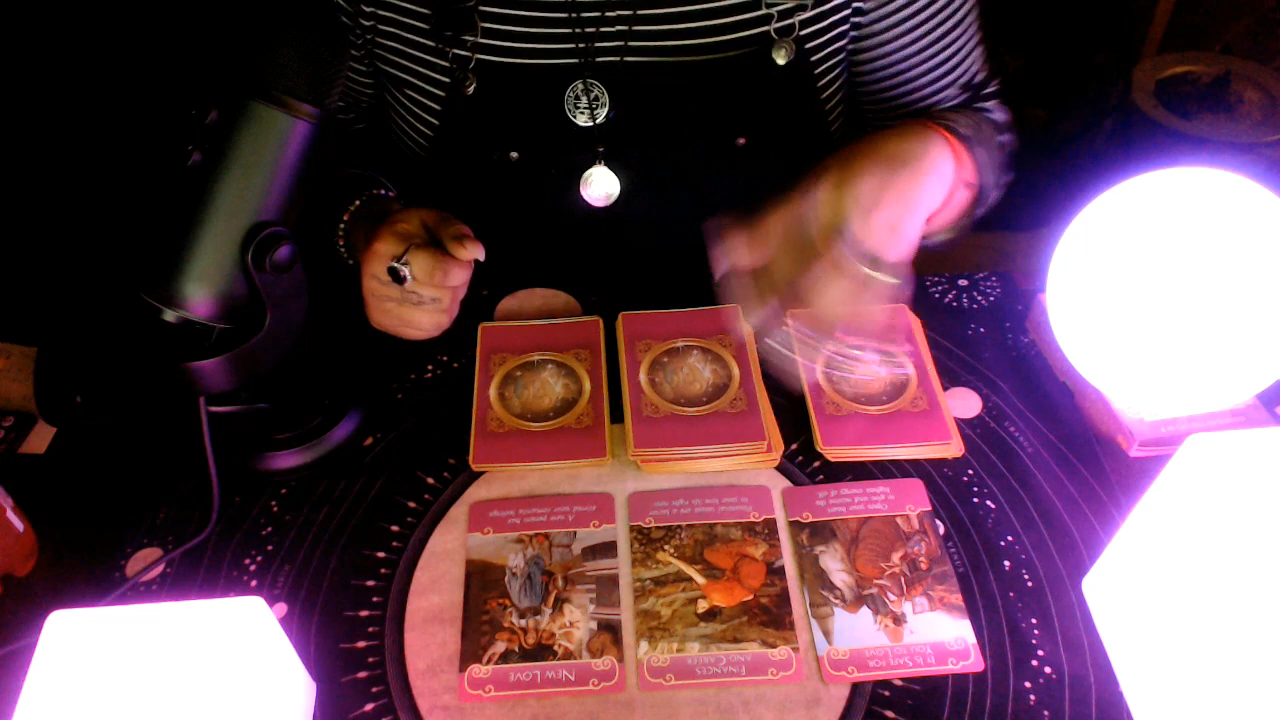 A new person has
stirred your romantic feelings.
NEW LOVE
Financial issues are a factor
in your love life right now.
FINANCES
AND CAREER
Open your heart
to give and receive the
highest energy of all.
IT IS SAFE FOR
YOU TO LOVE